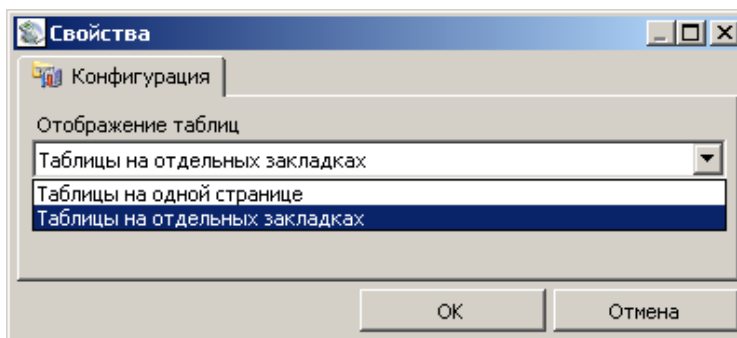 Свойства
Конфигурация
Отображение таблиц
Таблицы на отдельных закладках
Таблицы на одной странице
Таблицы на отдельных закладках
OK
Отмена